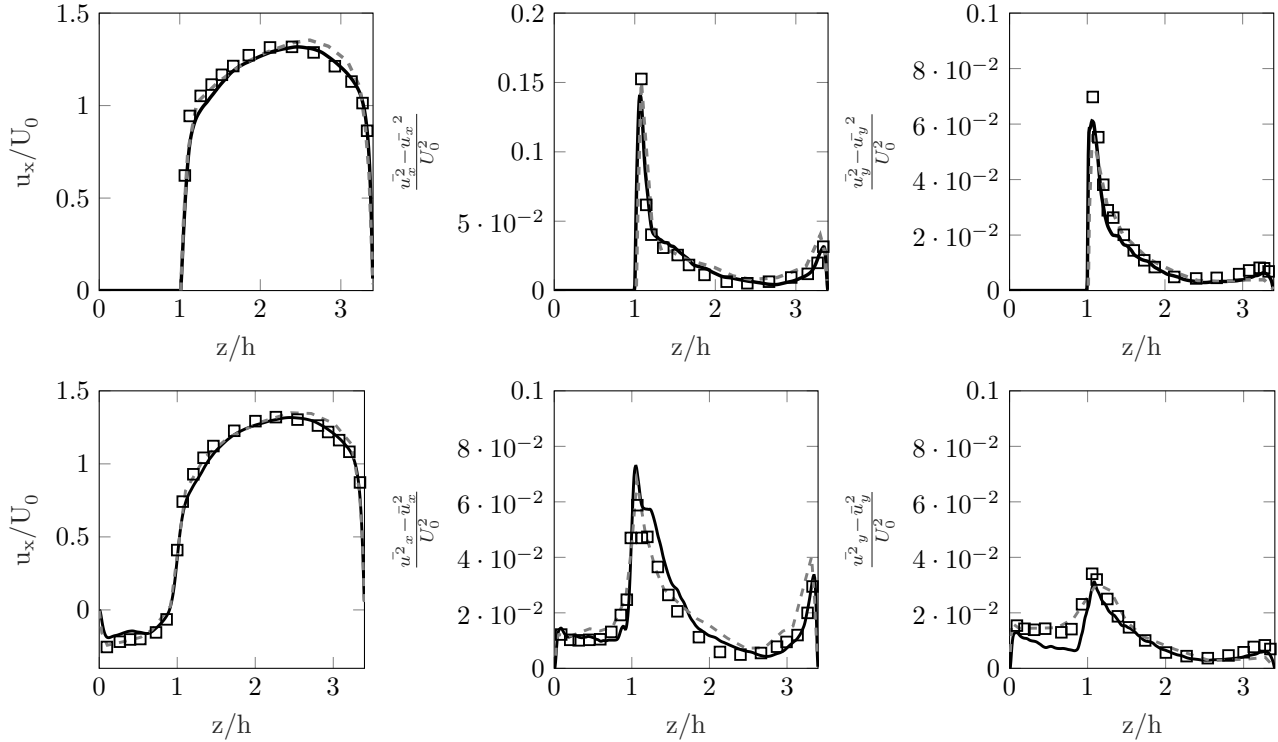 1.5
1
0.5
0
0 1 2 3
z/h
u_x/U_0
0.2
0.15
0.1
5 · 10^{−2}
0
0 1 2 3
z/h
\frac{\bar{u_x^2} − \bar{u_x}^2}{U_0^2}
0.1
8 · 10^{−2}
6 · 10^{−2}
4 · 10^{−2}
2 · 10^{−2}
0
0 1 2 3
z/h
\frac{\bar{u_y^2} − \bar{u_y}^2}{U_0^2}
1.5
1
0.5
0
0 1 2 3
z/h
u_x/U_0
0.1
8 · 10^{−2}
6 · 10^{−2}
4 · 10^{−2}
2 · 10^{−2}
0
0 1 2 3
z/h
\frac{\bar{u^2}_x − \bar{u}_x^2}{U_0^2}
0.1
8 · 10^{−2}
6 · 10^{−2}
4 · 10^{−2}
2 · 10^{−2}
0
0 1 2 3
z/h
\frac{\bar{u^2}_y − \bar{u}_y^2}{U_0^2}